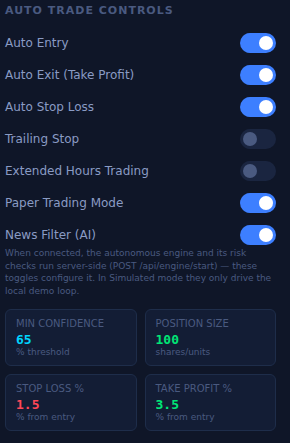 AUTO TRADE CONTROLS
Auto Entry
Auto Exit (Take Profit)
Auto Stop Loss
Trailing Stop
Extended Hours Trading
Paper Trading Mode
News Filter (AI)
When connected, the autonomous engine and its risk
checks run server-side (POST /api/engine/start) — these
toggles configure it. In Simulated mode they only drive the
local demo loop.
MIN CONFIDENCE
65
% threshold
POSITION SIZE
100
shares/units
STOP LOSS %
1.5
% from entry
TAKE PROFIT %
3.5
% from entry